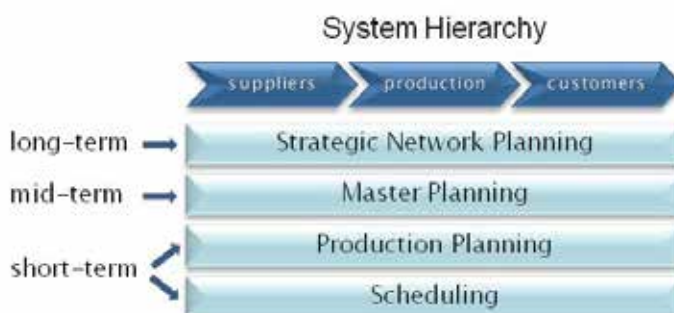 System Hierarchy
suppliers production customers
long-term Strategic Network Planning
mid-term Master Planning
Production Planning
short-term
Scheduling